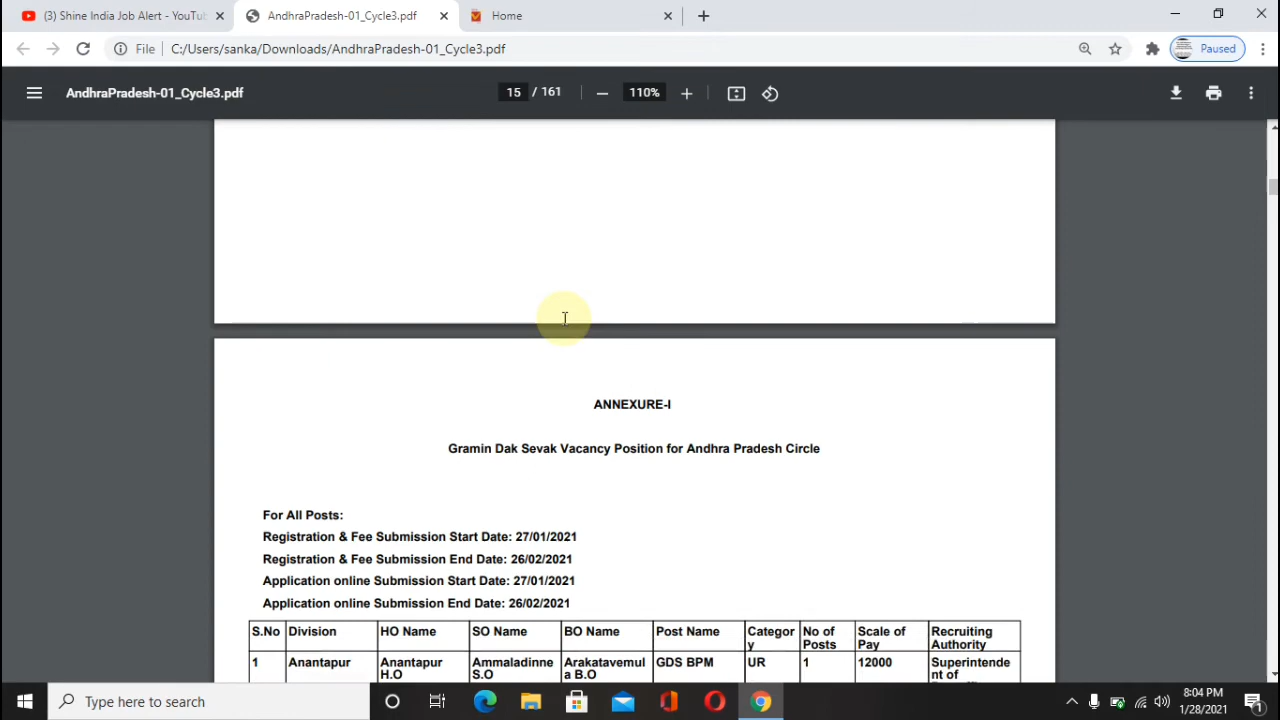 (3) Shine India Job Alert - YouTu
AndhraPradesh-01_Cycle3.pdf
Home
File
C:/Users/sanka/Downloads/AndhraPradesh-01_Cycle3.pdf
Paused
AndhraPradesh-01_Cycle3.pdf
15 / 161
110%
ANNEXURE-I
Gramin Dak Sevak Vacancy Position for Andhra Pradesh Circle
For All Posts:
Registration & Fee Submission Start Date: 27/01/2021
Registration & Fee Submission End Date: 26/02/2021
Application online Submission Start Date: 27/01/2021
Application online Submission End Date: 26/02/2021
S.No Division HO Name SO Name BO Name Post Name Categor No of Scale of Recruiting
y Posts Pay Authority
1 Anantapur Anantapur Ammaladinne Arakatavemul GDS BPM UR 1 12000 Superintende
H.O S.O a B.O nt of
Type here to search
8:04 PM
1/28/2021
1